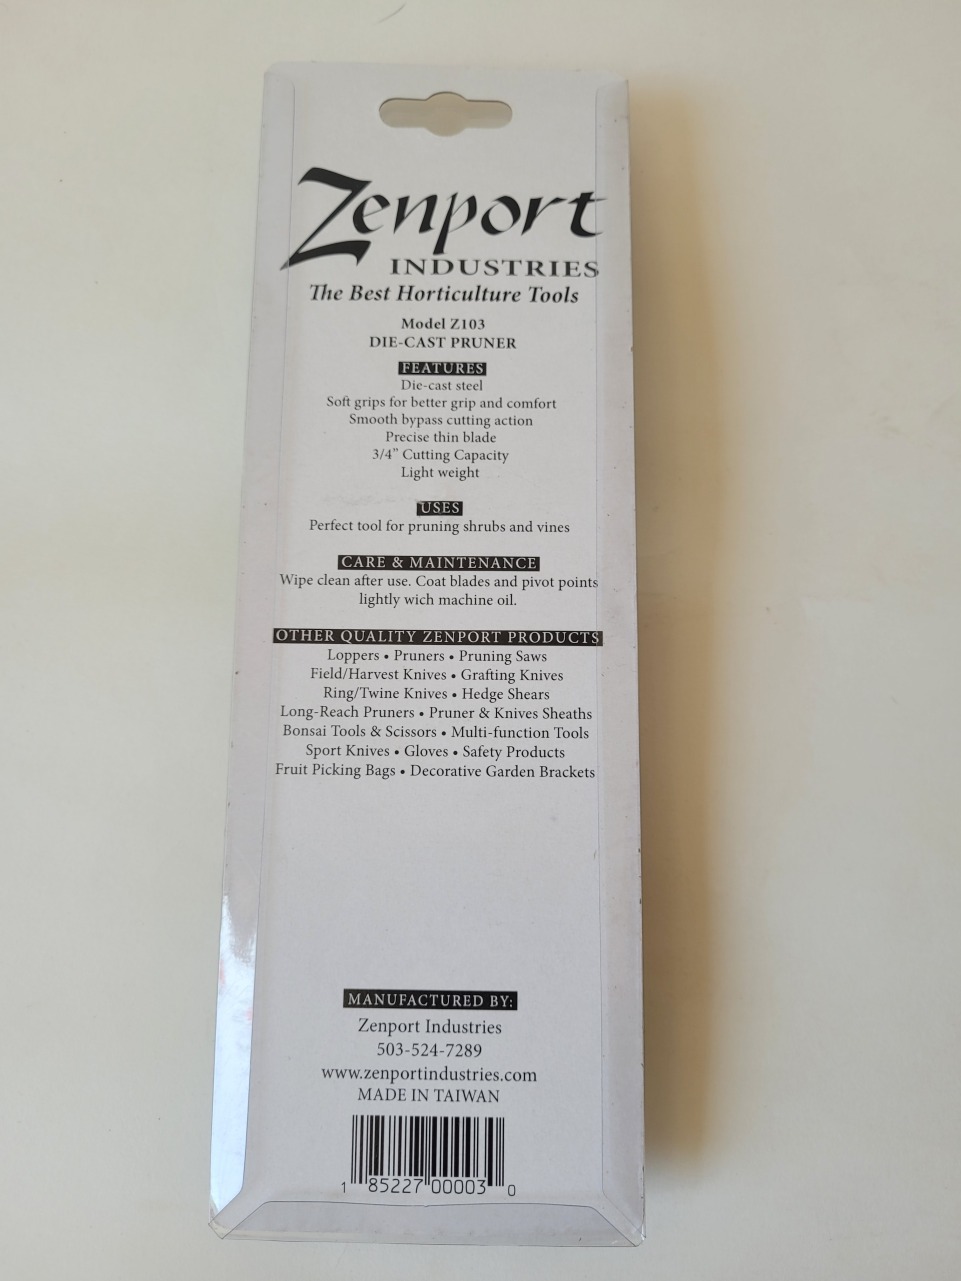 Zenport
INDUSTRIES
The Best Horticulture Tools
Model Z103
DIE-CAST PRUNER
FEATURES
Die-cast steel
Soft grips for better grip and comfort
Smooth bypass cutting action
Precise thin blade
3/4" Cutting Capacity
Light weight
USES
Perfect tool for pruning shrubs and vines
CARE & MAINTENANCE
Wipe clean after use. Coat blades and pivot points
lightly wich machine oil.
OTHER QUALITY ZENPORT PRODUCTS
Loppers • Pruners • Pruning Saws
Field/Harvest Knives • Grafting Knives
Ring/Twine Knives • Hedge Shears
Long-Reach Pruners • Pruner & Knives Sheaths
Bonsai Tools & Scissors • Multi-function Tools
Sport Knives • Gloves • Safety Products
Fruit Picking Bags • Decorative Garden Brackets
MANUFACTURED BY:
Zenport Industries
503-524-7289
www.zenportindustries.com
MADE IN TAIWAN
1 85227 00003 0